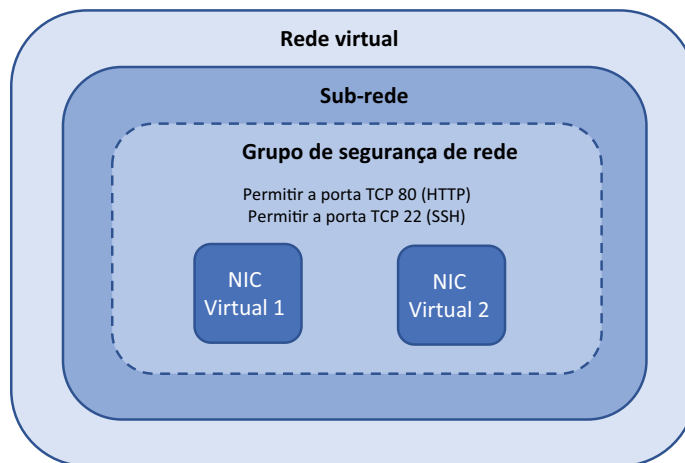 Rede virtual
Sub-rede
Grupo de segurança de rede
Permitir a porta TCP 80 (HTTP)
Permitir a porta TCP 22 (SSH)
NIC
Virtual 1
NIC
Virtual 2